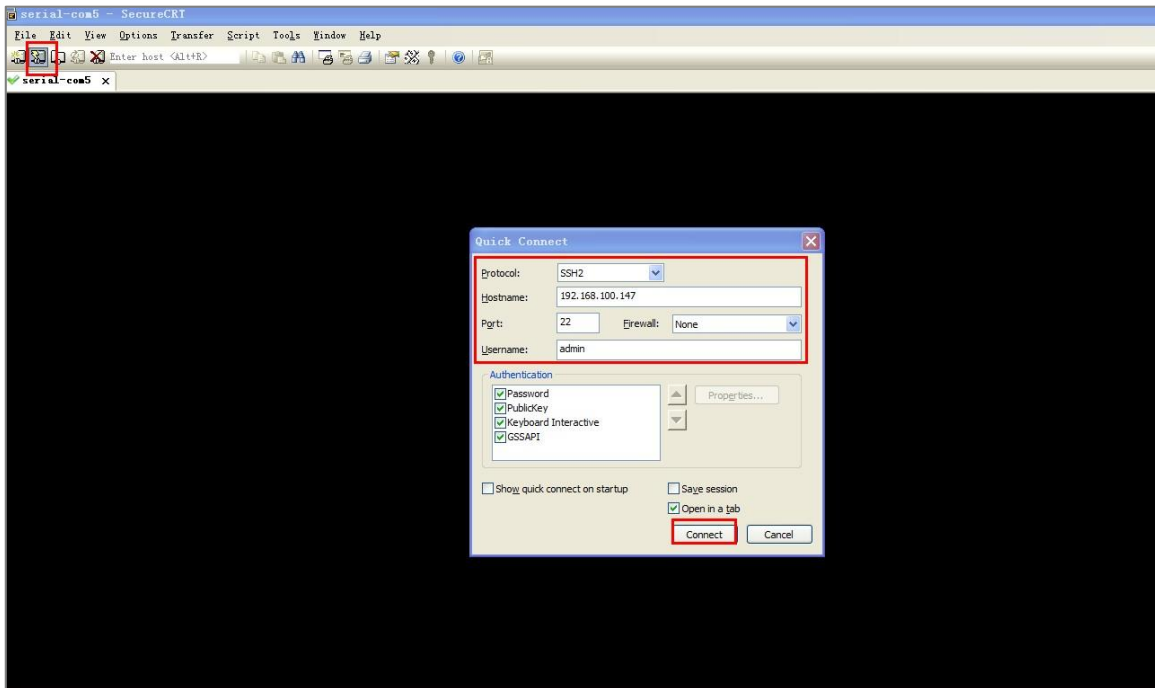 serial-com5 - SecureCRT
File Edit View Options Transfer Script Tools Window Help
Enter host <Alt+R>
serial-com5 X
Quick Connect
Protocol: SSH2
Hostname: 192.168.100.147
Port: 22 Firewall: None
Username: admin
Authentication
Password
PublicKey
Keyboard Interactive
GSSAPI
Properties...
Show quick connect on startup
Save session
Open in a tab
Connect Cancel